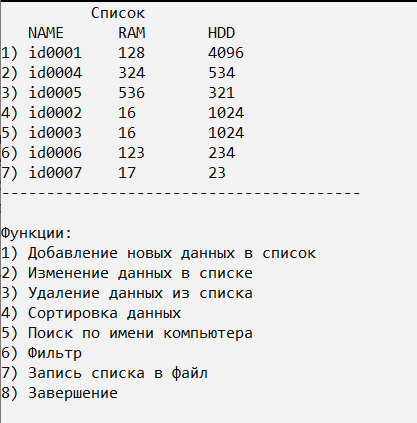 Список
NAME RAM HDD
1) id0001 128 4096
2) id0004 324 534
3) id0005 536 321
4) id0002 16 1024
5) id0003 16 1024
6) id0006 123 234
7) id0007 17 23
----------------------------------------
Функции:
1) Добавление новых данных в список
2) Изменение данных в списке
3) Удаление данных из списка
4) Сортировка данных
5) Поиск по имени компьютера
6) Фильтр
7) Запись списка в файл
8) Завершение